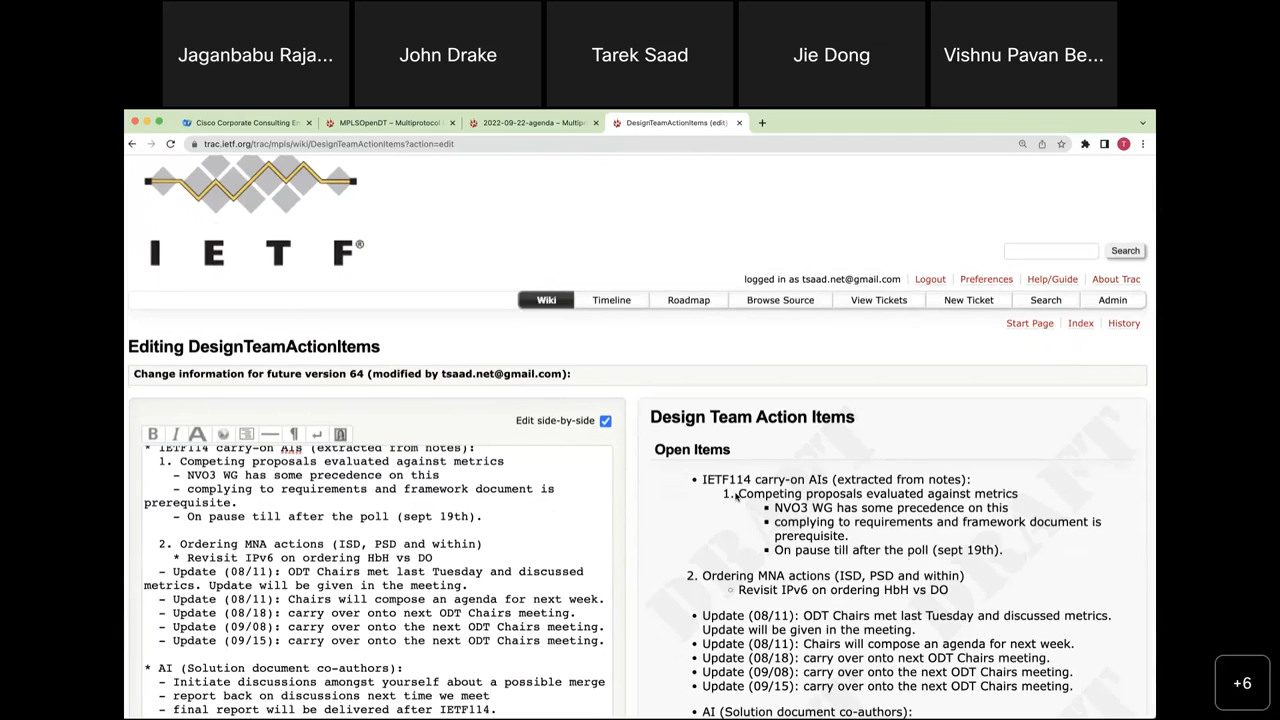 Jaganbabu Raja...
John Drake
Tarek Saad
Jie Dong
Vishnu Pavan Be...
Cisco Corporate Consulting En
MPLSOpenDT – Multiprotocol
2022-09-22-agenda – Multipr
DesignTeamActionItems (edit)
trac.ietf.org/trac/mpls/wiki/DesignTeamActionItems?action=edit
T
I E T F®
Search
logged in as tsaad.net@gmail.com
Logout
Preferences
Help/Guide
About Trac
Wiki
Timeline
Roadmap
Browse Source
View Tickets
New Ticket
Search
Admin
Start Page
Index
History
Editing DesignTeamActionItems
Change information for future version 64 (modified by tsaad.net@gmail.com):
Edit side-by-side
B I A
* IETF114 carry-on AIs (extracted from notes):
1. Competing proposals evaluated against metrics
- NVO3 WG has some precedence on this
- complying to requirements and framework document is
prerequisite.
- On pause till after the poll (sept 19th).
2. Ordering MNA actions (ISD, PSD and within)
* Revisit IPv6 on ordering HbH vs DO
- Update (08/11): ODT Chairs met last Tuesday and discussed
metrics. Update will be given in the meeting.
- Update (08/11): Chairs will compose an agenda for next week.
- Update (08/18): carry over onto next ODT Chairs meeting.
- Update (09/08): carry over onto the next ODT Chairs meeting.
- Update (09/15): carry over onto the next ODT Chairs meeting.
* AI (Solution document co-authors):
- Initiate discussions amongst yourself about a possible merge
- report back on discussions next time we meet
- final report will be delivered after IETF114.
Design Team Action Items
Open Items
• IETF114 carry-on AIs (extracted from notes):
1. Competing proposals evaluated against metrics
▪ NVO3 WG has some precedence on this
▪ complying to requirements and framework document is
prerequisite.
▪ On pause till after the poll (sept 19th).
2. Ordering MNA actions (ISD, PSD and within)
◦ Revisit IPv6 on ordering HbH vs DO
• Update (08/11): ODT Chairs met last Tuesday and discussed metrics.
Update will be given in the meeting.
• Update (08/11): Chairs will compose an agenda for next week.
• Update (08/18): carry over onto next ODT Chairs meeting.
• Update (09/08): carry over onto the next ODT Chairs meeting.
• Update (09/15): carry over onto the next ODT Chairs meeting.
• AI (Solution document co-authors):
DRAFT
DRAFT
+6